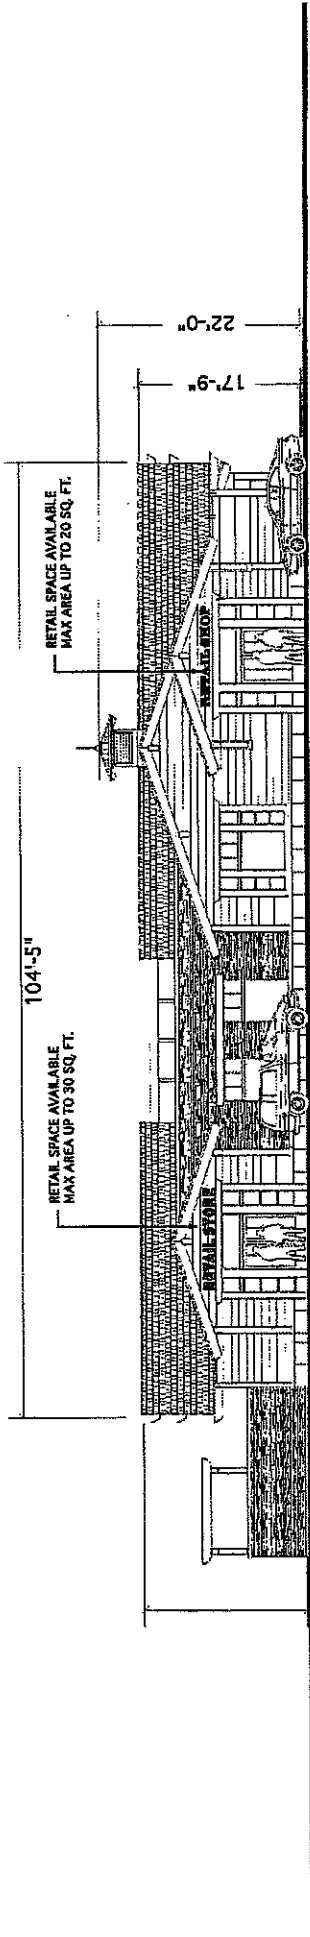 104'-5"
RETAIL SPACE AVAILABLE
MAX AREA UP TO 30 SQ. FT.
RETAIL SPACE AVAILABLE
MAX AREA UP TO 20 SQ. FT.
RETAIL STORE
RETAIL SHOP
17'-9"
22'-0"